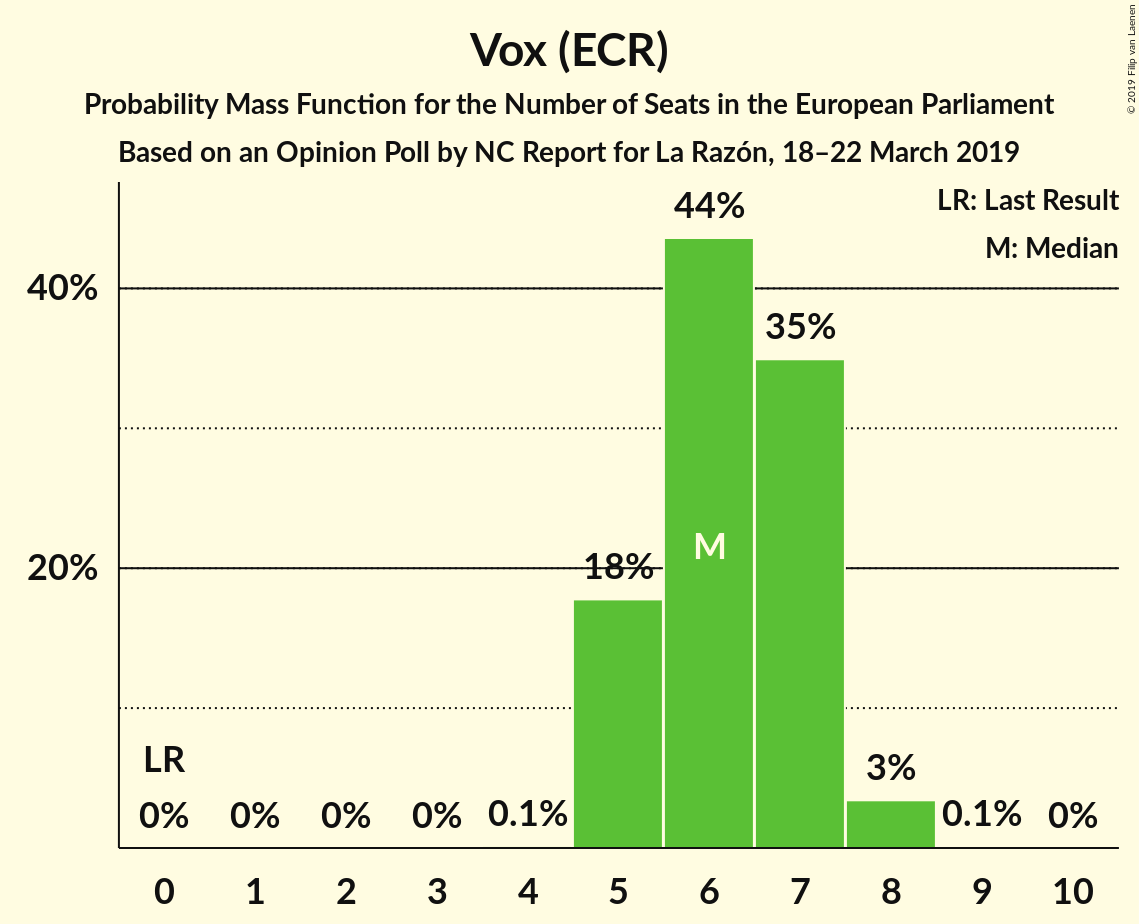 Vox (ECR)
Probability Mass Function for the Number of Seats in the European Parliament
Based on an Opinion Poll by NC Report for La Razón, 18–22 March 2019
© 2019 Filip van Laenen
LR: Last Result
M: Median
44%
40%
35%
M
20%
18%
LR
3%
0% 0% 0% 0% 0.1% 0.1% 0%
0 1 2 3 4 5 6 7 8 9 10